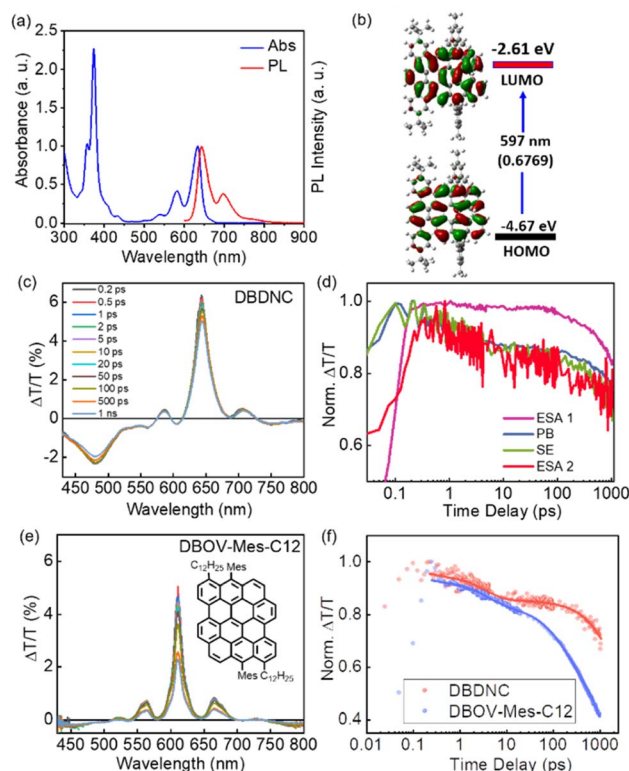 (a)
Abs
PL
Absorbance (a. u.)
PL Intensity (a. u.)
2.5
2.0
1.5
1.0
0.5
0.0
300 400 500 600 700 800 900
Wavelength (nm)
(b)
-2.61 eV
LUMO
597 nm
(0.6769)
-4.67 eV
HOMO
(c)
DBDNC
0.2 ps
0.5 ps
1 ps
2 ps
5 ps
10 ps
20 ps
50 ps
100 ps
500 ps
1 ns
ΔT/T (%)
6
4
2
0
-2
450 500 550 600 650 700 750 800
Wavelength (nm)
(d)
Norm. ΔT/T
1.0
0.8
0.6
ESA 1
PB
SE
ESA 2
0.1 1 10 100 1000
Time Delay (ps)
(e)
DBOV-Mes-C12
C12H25 Mes
Mes C12H25
ΔT/T (%)
6
4
2
0
450 500 550 600 650 700 750 800
Wavelength (nm)
(f)
Norm. ΔT/T
1.0
0.8
0.6
0.4
DBDNC
DBOV-Mes-C12
0.01 0.1 1 10 100 1000
Time Delay (ps)